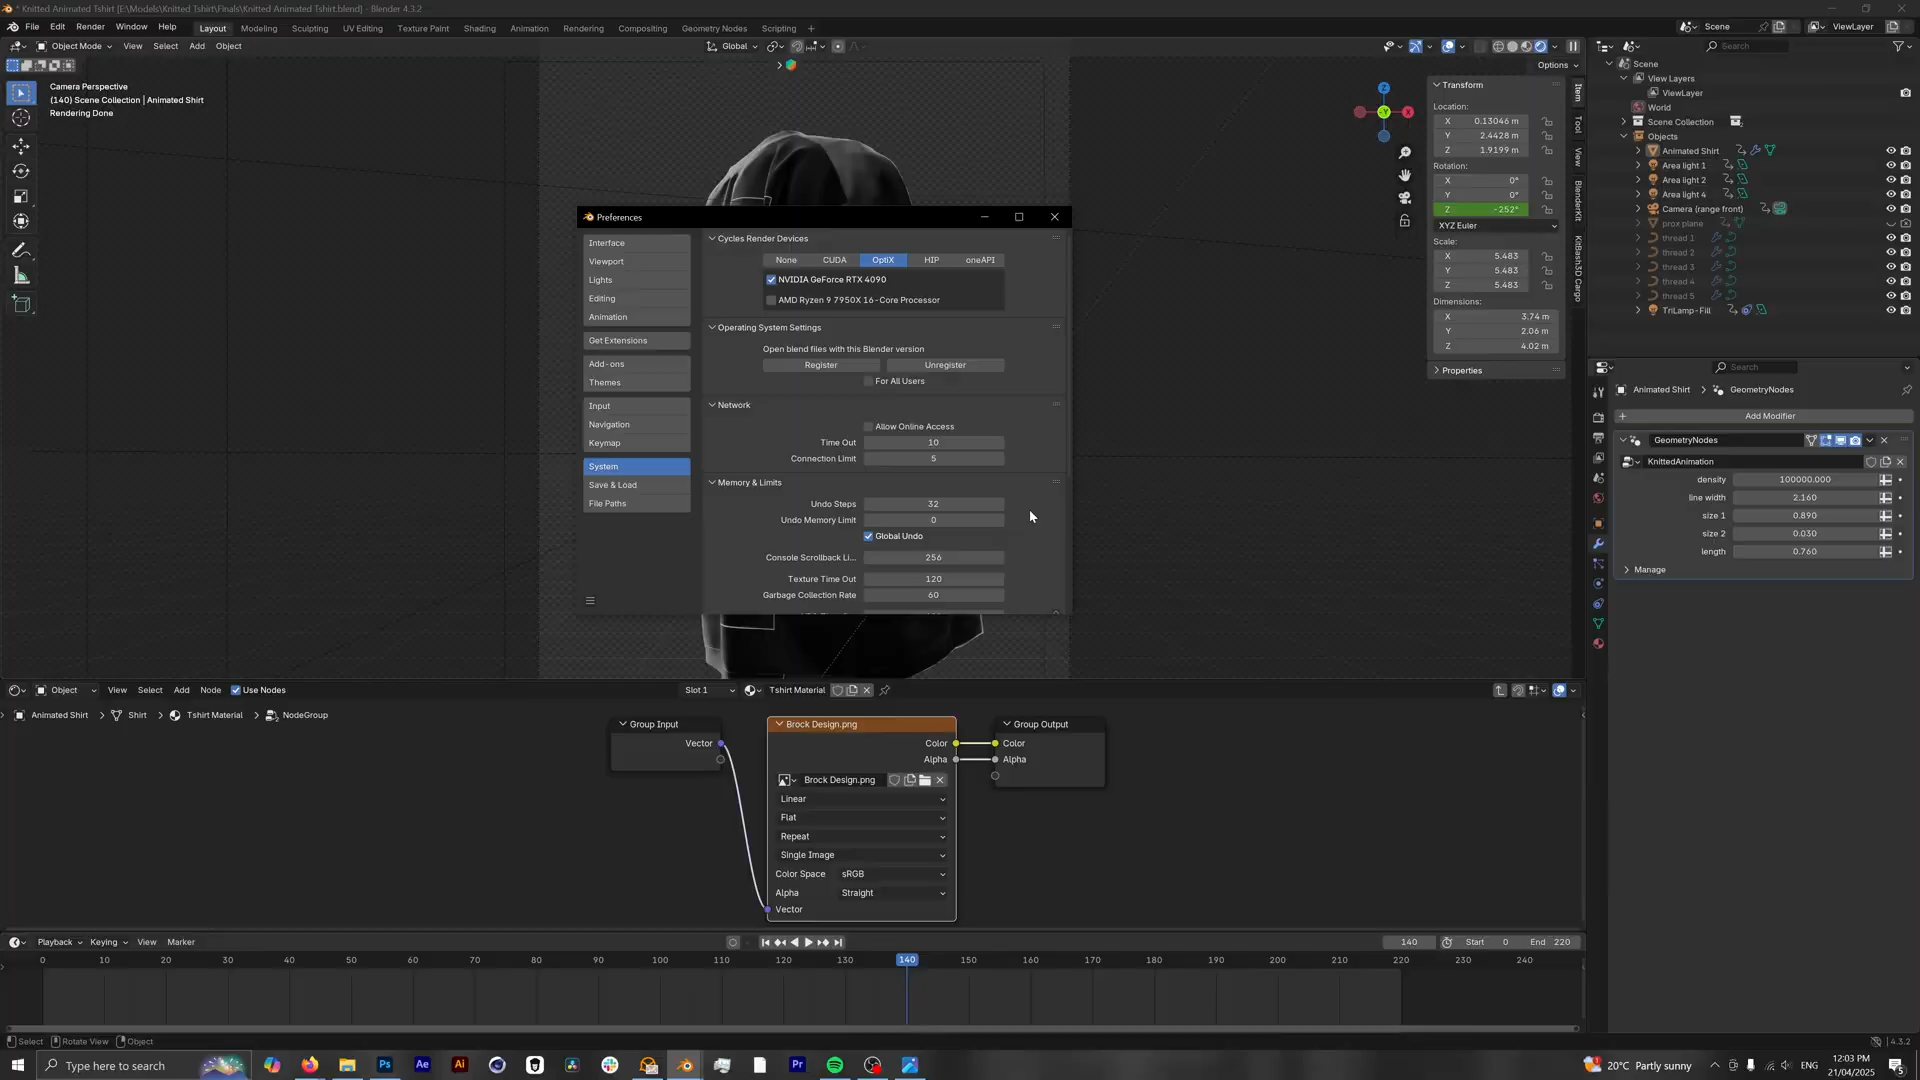 * Knitted Animated Tshirt [E:\Models\Knitted Tshirt\Finals\Knitted Animated Tshirt.blend] - Blender 4.3.2
File Edit Render Window Help Layout Modeling Sculpting UV Editing Texture Paint Shading Animation Rendering Compositing Geometry Nodes Scripting + Scene ViewLayer
Object Mode View Select Add Object Global Search
Options
Camera Perspective
(140) Scene Collection | Animated Shirt
Rendering Done
Z
Y
X
Transform
Location:
X 0.13046 m
Y 2.4428 m
Z 1.9199 m
Rotation:
X 0°
Y 0°
Z -252°
XYZ Euler
Scale:
X 5.483
Y 5.483
Z 5.483
Dimensions:
X 3.74 m
Y 2.06 m
Z 4.02 m
Properties
Item
Tool
View
BlenderKit
KitBash3D Cargo
Scene
View Layers
ViewLayer
World
Scene Collection
Objects
Animated Shirt
Area light 1
Area light 2
Area light 4
Camera (range front)
prox plane
thread 1
thread 2
thread 3
thread 4
thread 5
TriLamp-Fill
Search
Animated Shirt GeometryNodes
Add Modifier
GeometryNodes
KnittedAnimation
density 100000.000
line width 2.160
size 1 0.890
size 2 0.030
length 0.760
Manage
Preferences
Interface
Viewport
Lights
Editing
Animation
Get Extensions
Add-ons
Themes
Input
Navigation
Keymap
System
Save & Load
File Paths
Cycles Render Devices
None CUDA OptiX HIP oneAPI
NVIDIA GeForce RTX 4090
AMD Ryzen 9 7950X 16-Core Processor
Operating System Settings
Open blend files with this Blender version
Register Unregister
For All Users
Network
Allow Online Access
Time Out 10
Connection Limit 5
Memory & Limits
Undo Steps 32
Undo Memory Limit 0
Global Undo
Console Scrollback Li... 256
Texture Time Out 120
Garbage Collection Rate 60
Object View Select Add Node Use Nodes Slot 1 Tshirt Material
Animated Shirt Shirt Tshirt Material NodeGroup
Group Input
Vector
Brock Design.png
Color
Alpha
Brock Design.png
Linear
Flat
Repeat
Single Image
Color Space sRGB
Alpha Straight
Vector
Group Output
Color
Alpha
Playback Keying View Marker 140 Start 0 End 220
0 10 20 30 40 50 60 70 80 90 100 110 120 130 140 150 160 170 180 190 200 210 220 230 240
Select Rotate View Object 4.3.2
Type here to search Ps Ae Ai Pr 20°C Partly sunny ENG 12:03 PM
21/04/2025